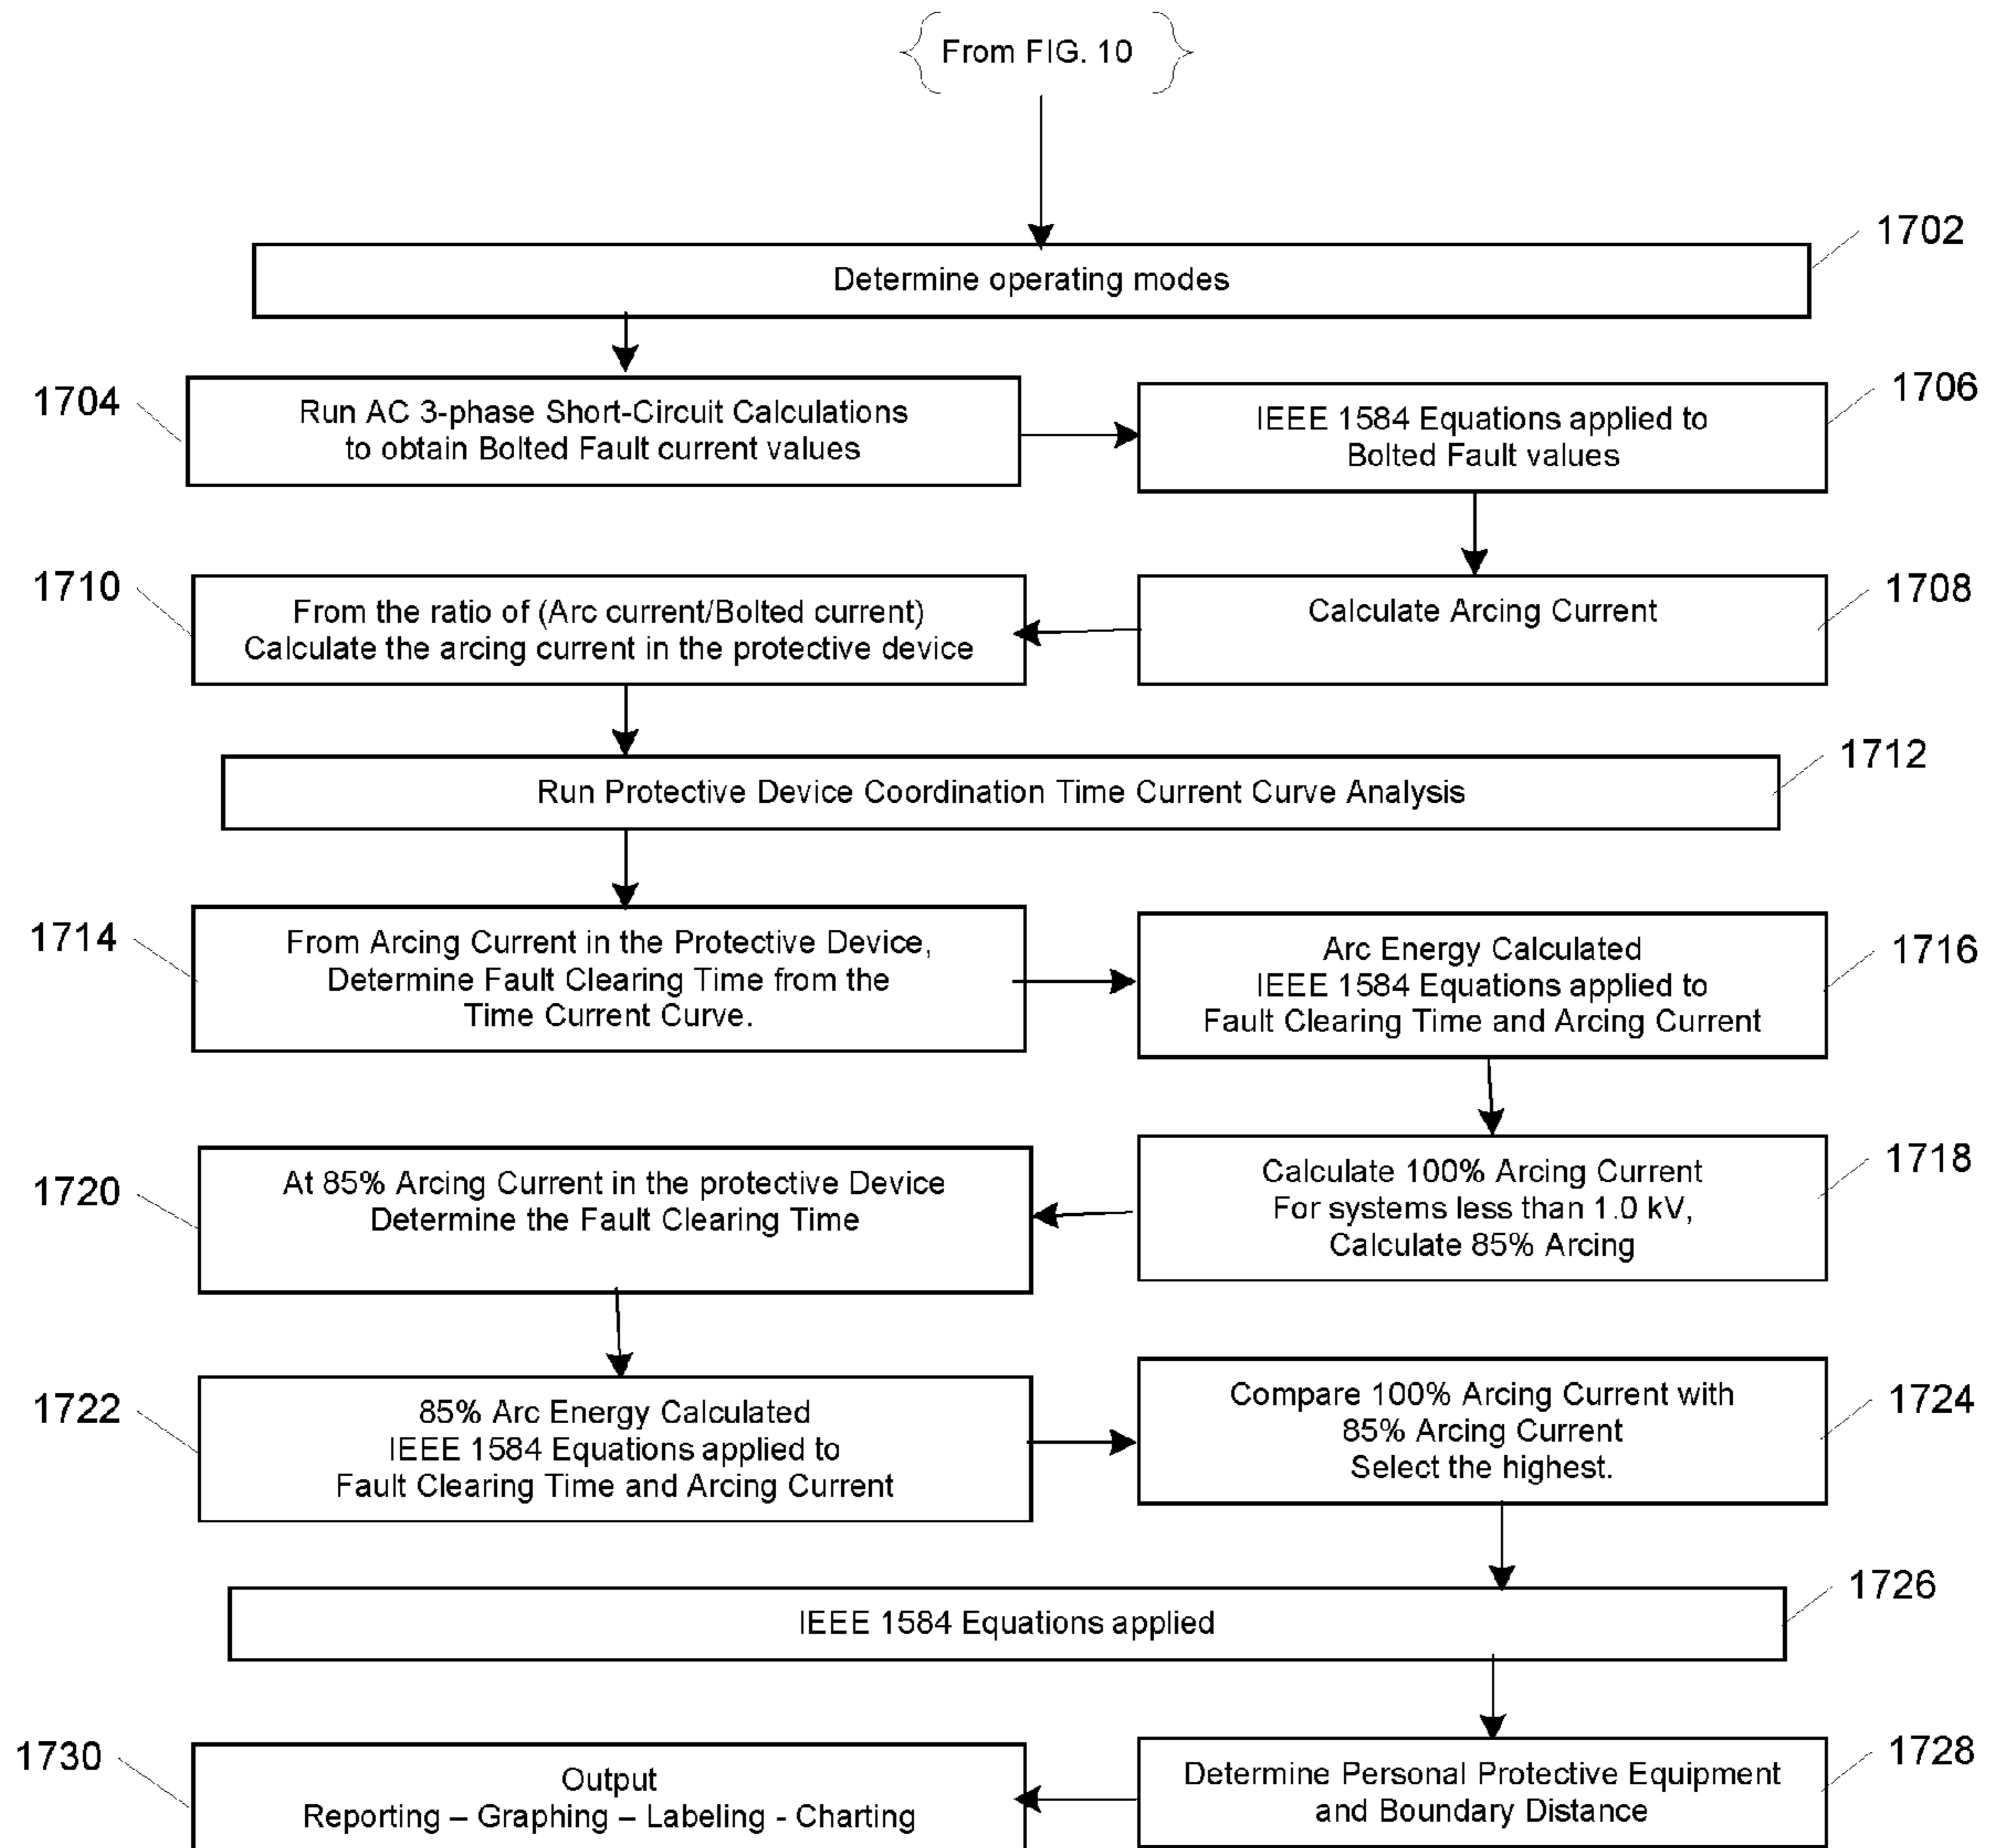 From FIG. 10
1702
Determine operating modes
1704
Run AC 3-phase Short-Circuit Calculations
to obtain Bolted Fault current values
1706
IEEE 1584 Equations applied to
Bolted Fault values
1710
From the ratio of (Arc current/Bolted current)
Calculate the arcing current in the protective device
1708
Calculate Arcing Current
1712
Run Protective Device Coordination Time Current Curve Analysis
1714
From Arcing Current in the Protective Device,
Determine Fault Clearing Time from the
Time Current Curve.
1716
Arc Energy Calculated
IEEE 1584 Equations applied to
Fault Clearing Time and Arcing Current
1720
At 85% Arcing Current in the protective Device
Determine the Fault Clearing Time
1718
Calculate 100% Arcing Current
For systems less than 1.0 kV,
Calculate 85% Arcing
1722
85% Arc Energy Calculated
IEEE 1584 Equations applied to
Fault Clearing Time and Arcing Current
1724
Compare 100% Arcing Current with
85% Arcing Current
Select the highest.
1726
IEEE 1584 Equations applied
1730
Output
Reporting – Graphing – Labeling - Charting
1728
Determine Personal Protective Equipment
and Boundary Distance